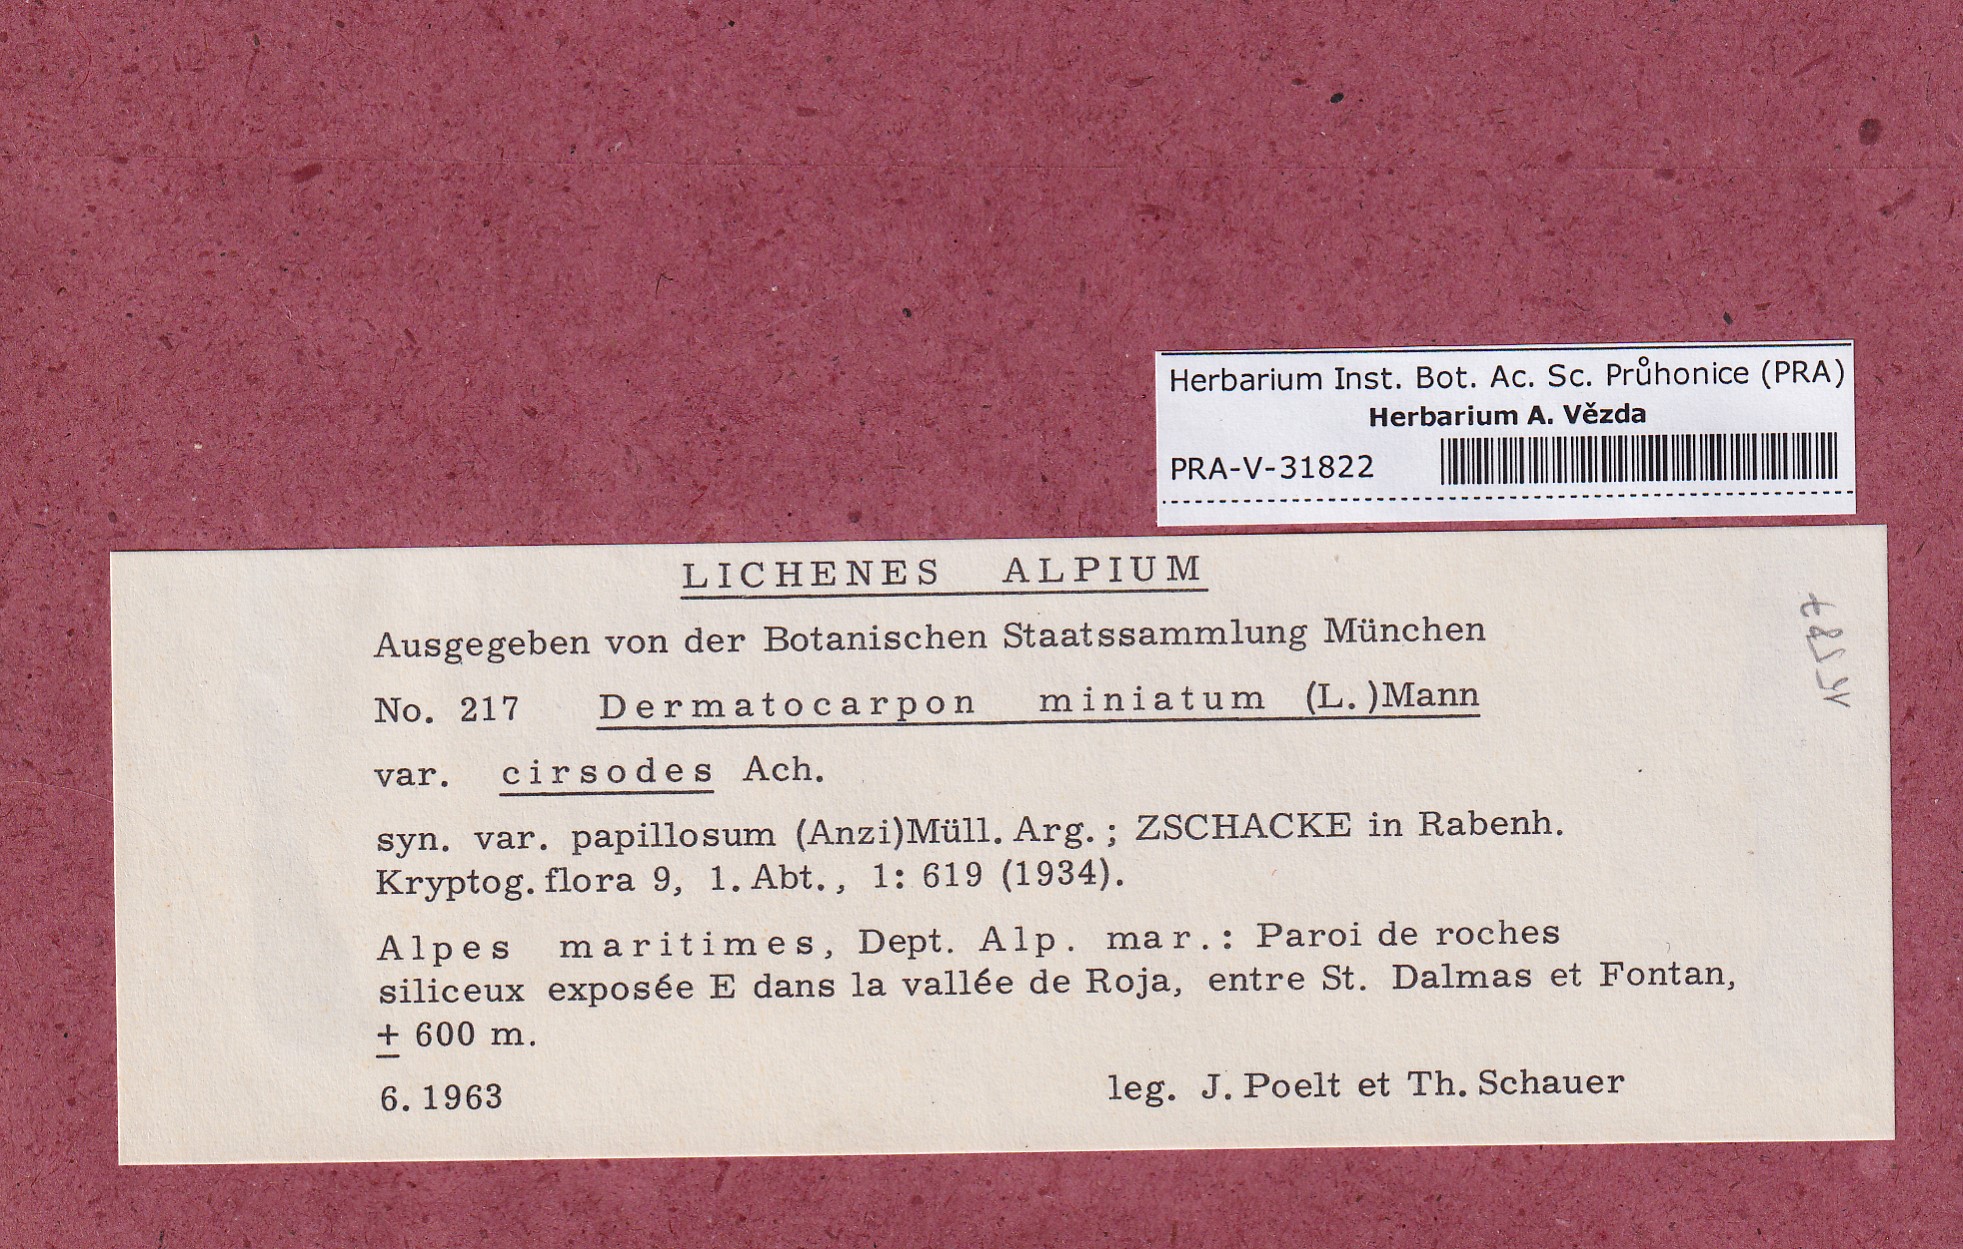 Herbarium Inst. Bot. Ac. Sc. Průhonice (PRA)
Herbarium A. Vězda
PRA-V-31822
LICHENES ALPIUM
Ausgegeben von der Botanischen Staatssammlung München
No. 217 Dermatocarpon miniatum (L.)Mann
var. cirsodes Ach.
syn. var. papillosum (Anzi)Müll. Arg.; ZSCHACKE in Rabenh.
Kryptog.flora 9, 1. Abt., 1: 619 (1934).
Alpes maritimes, Dept. Alp. mar.: Paroi de roches
siliceux exposée E dans la vallée de Roja, entre St. Dalmas et Fontan,
± 600 m.
6. 1963 leg. J. Poelt et Th. Schauer